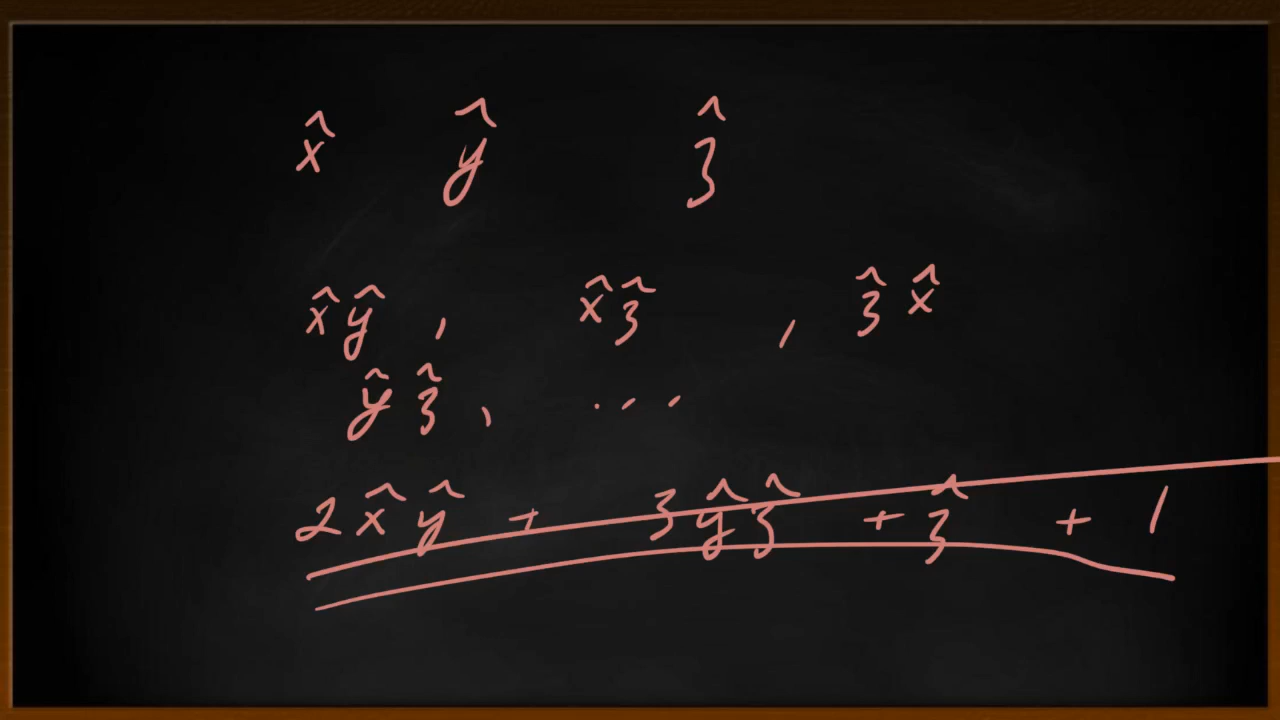 x̂ ŷ ẑ
x̂ŷ , x̂ẑ , ẑx̂
ŷẑ , ...
2x̂ŷ + 3ŷẑ + ẑ + 1